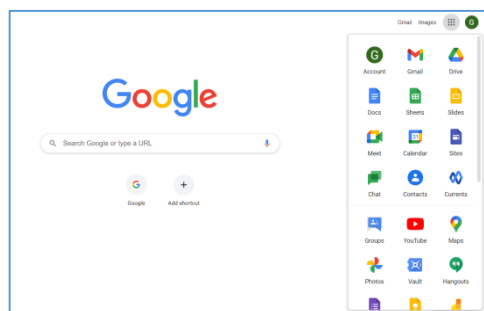 Gmail Images G
G
Account Gmail Drive
Google
Docs Sheets Slides
Search Google or type a URL
31
Meet Calendar Sites
G
Google Add shortcut
Chat Contacts Currents
Groups YouTube Maps
Photos Vault Hangouts